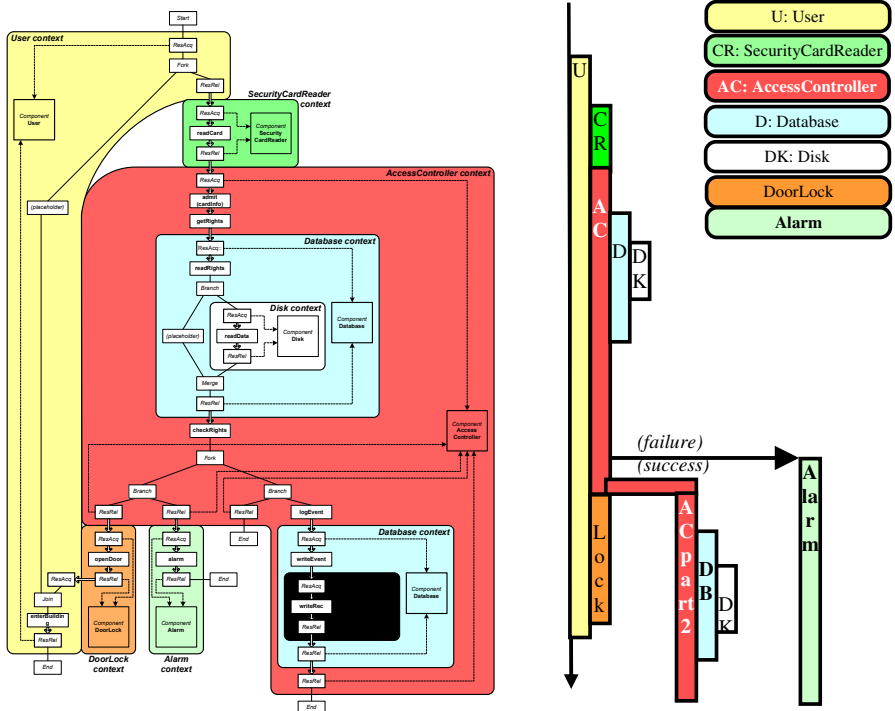 Start
User context
ResAcq
Fork
ResRel
SecurityCardReader
context
Component
User
ResAcq
readCard
ResRel
Component
Security
CardReader
AccessController context
ResAcq
admit
(cardInfo)
getRights
(placeholder)
Database context
ResAcq::
readRights
Branch
Disk context
ResAcq
readData
ResRel
Component
Disk
Component
Database
(placeholder)
Merge
ResRel
checkRights
Component
Access
Controller
Fork
Branch
Branch
ResRel
ResRel
ResRel
logEvent
End
Database context
ResAcq
openDoor
ResRel
ResAcq
alarm
ResRel
End
ResAcq
writeEvent
ResAcq
writeRec
ResRel
Component
Database
ResAcq
Join
enterBuildin
g
ResRel
End
Component
DoorLock
Component
Alarm
DoorLock
context
Alarm
context
ResRel
ResRel
End
U
CR
AC
D
DK
(failure)
(success)
Alarm
Lock
ACpart2
DB
DK
U: User
CR: SecurityCardReader
AC: AccessController
D: Database
DK: Disk
DoorLock
Alarm